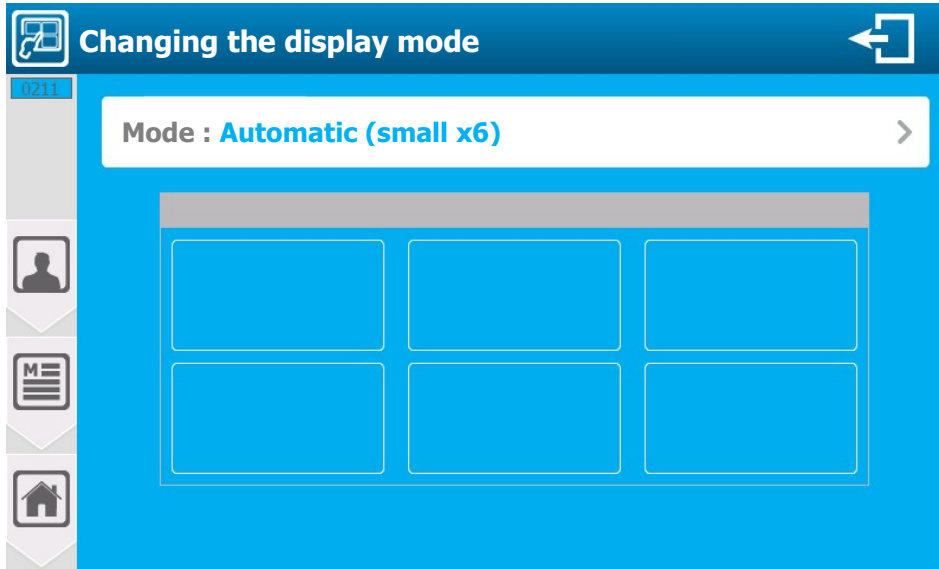 Changing the display mode
0211
Mode : Automatic (small x6)
M